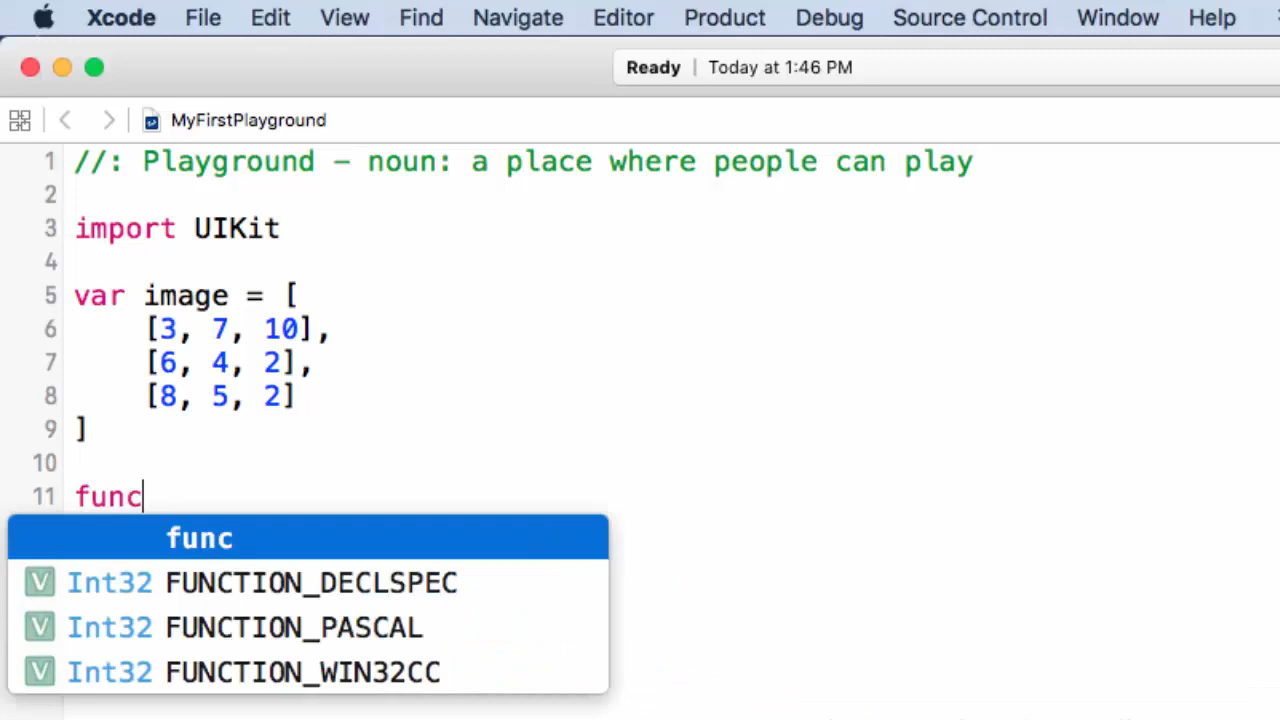 Xcode File Edit View Find Navigate Editor Product Debug Source Control Window Help
Ready | Today at 1:46 PM
MyFirstPlayground
1 //: Playground - noun: a place where people can play
2
3 import UIKit
4
5 var image = [
6 [3, 7, 10],
7 [6, 4, 2],
8 [8, 5, 2]
9 ]
10
11 func
func
V Int32 FUNCTION_DECLSPEC
V Int32 FUNCTION_PASCAL
V Int32 FUNCTION_WIN32CC